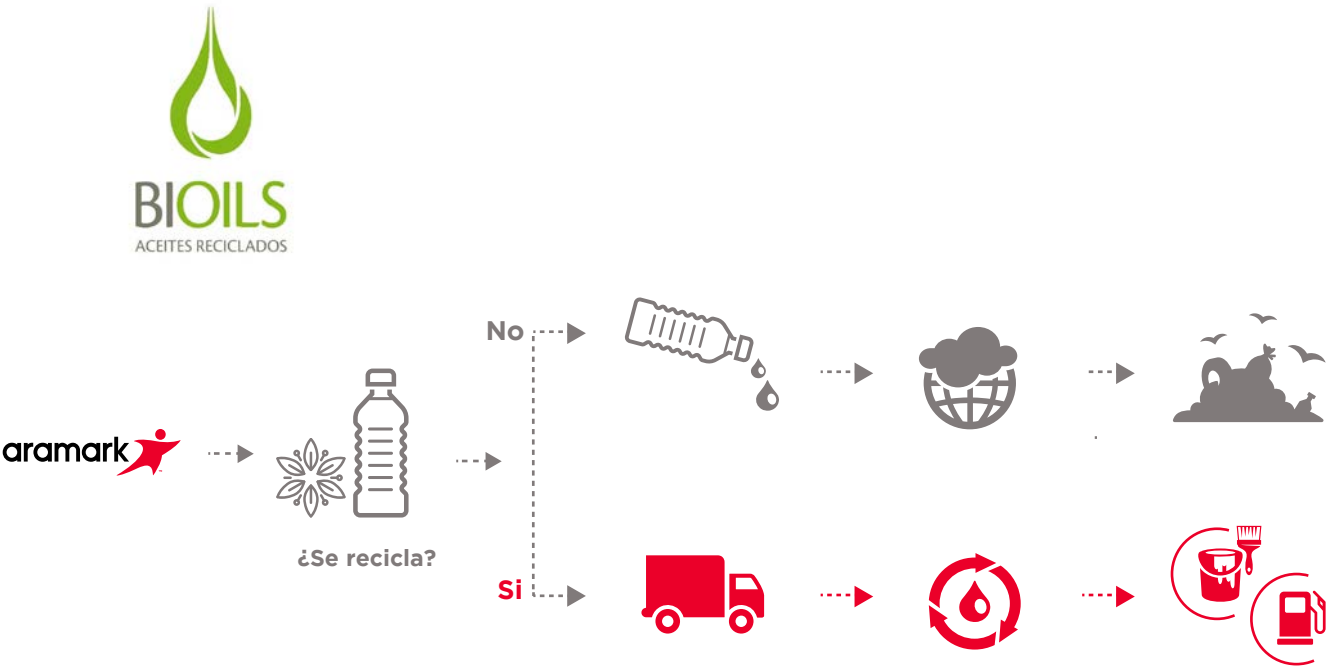 BIOILS
ACEITES RECICLADOS
No
aramark
¿Se recicla?
Si